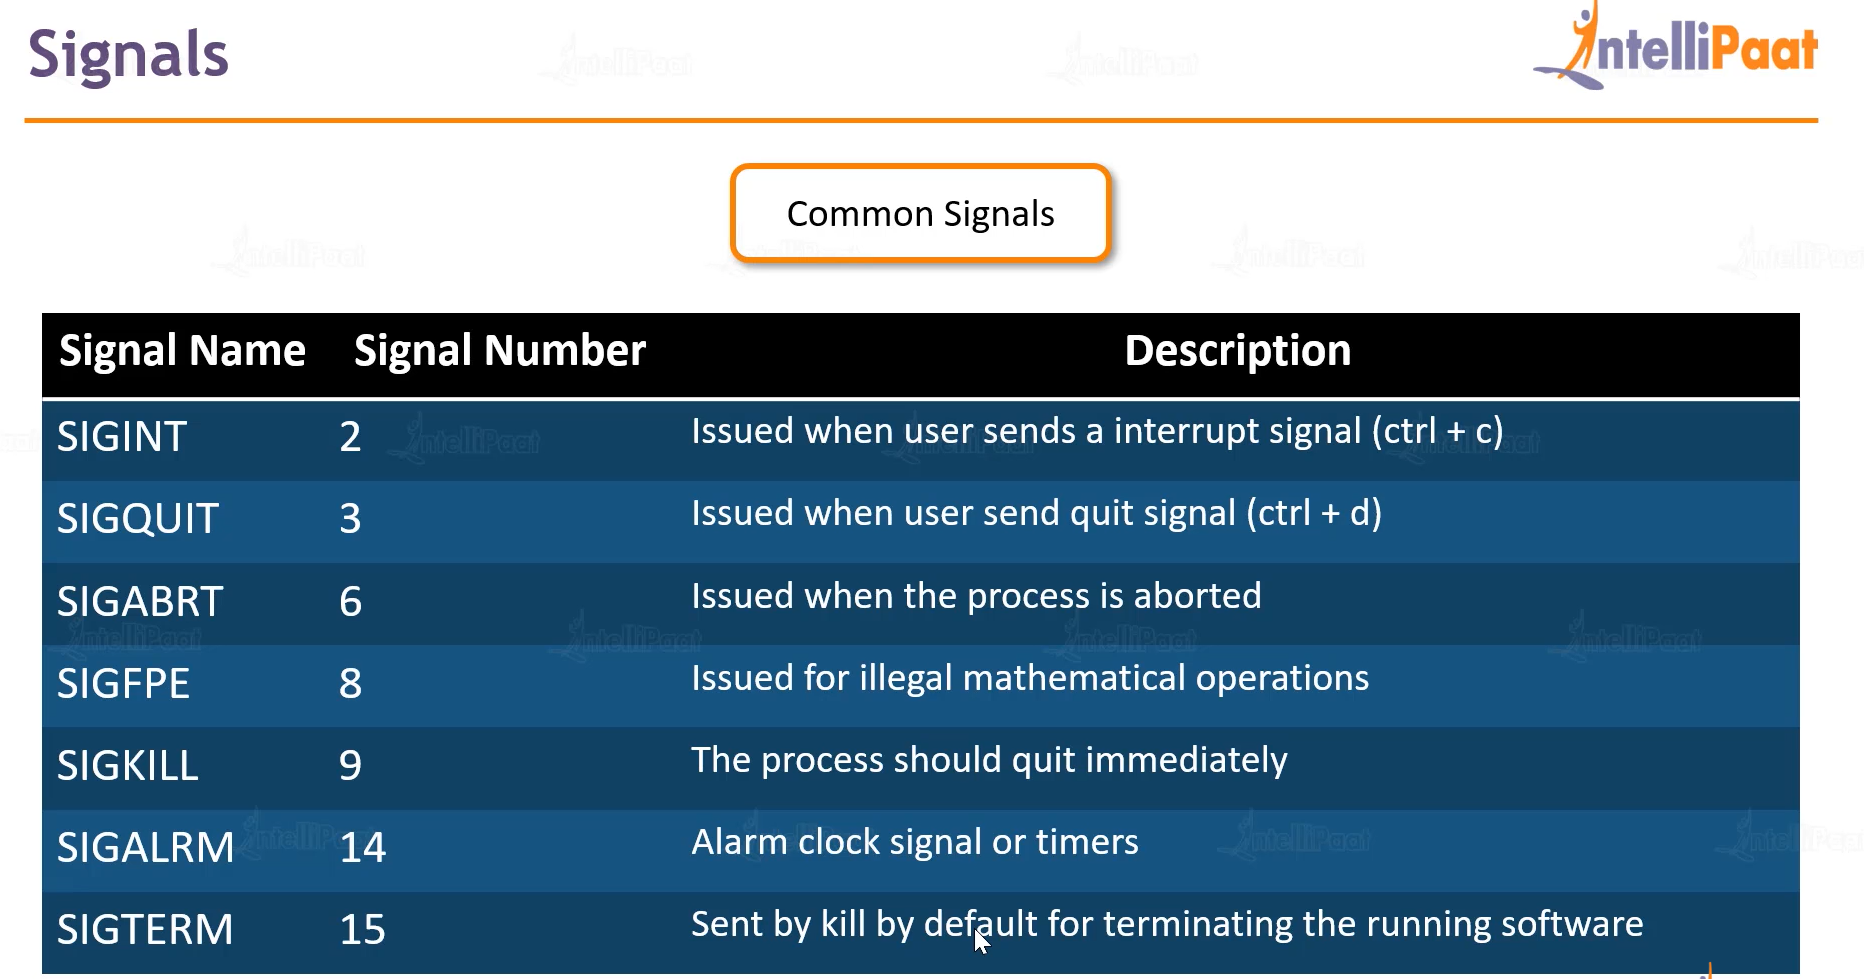 Signals
IntelliPaat
Common Signals
Signal Name Signal Number Description
SIGINT 2 Issued when user sends a interrupt signal (ctrl + c)
SIGQUIT 3 Issued when user send quit signal (ctrl + d)
SIGABRT 6 Issued when the process is aborted
SIGFPE 8 Issued for illegal mathematical operations
SIGKILL 9 The process should quit immediately
SIGALRM 14 Alarm clock signal or timers
SIGTERM 15 Sent by kill by default for terminating the running software